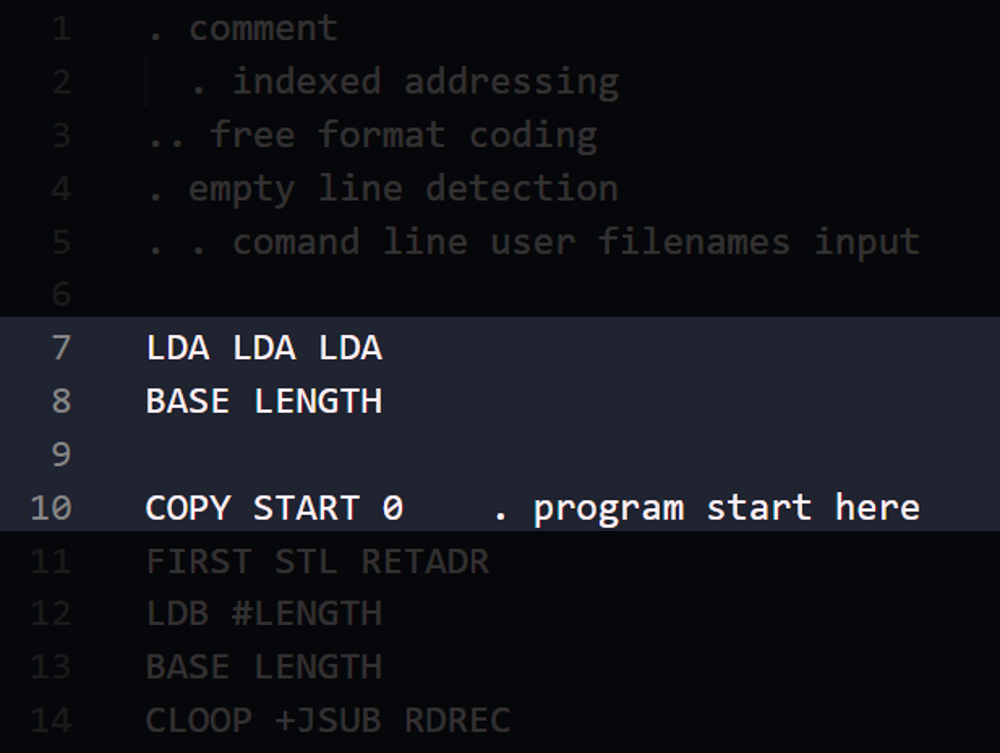 1 . comment
2 . indexed addressing
3 .. free format coding
4 . empty line detection
5 . . comand line user filenames input
6
7 LDA LDA LDA
8 BASE LENGTH
9
10 COPY START 0 . program start here
11 FIRST STL RETADR
12 LDB #LENGTH
13 BASE LENGTH
14 CLOOP +JSUB RDREC